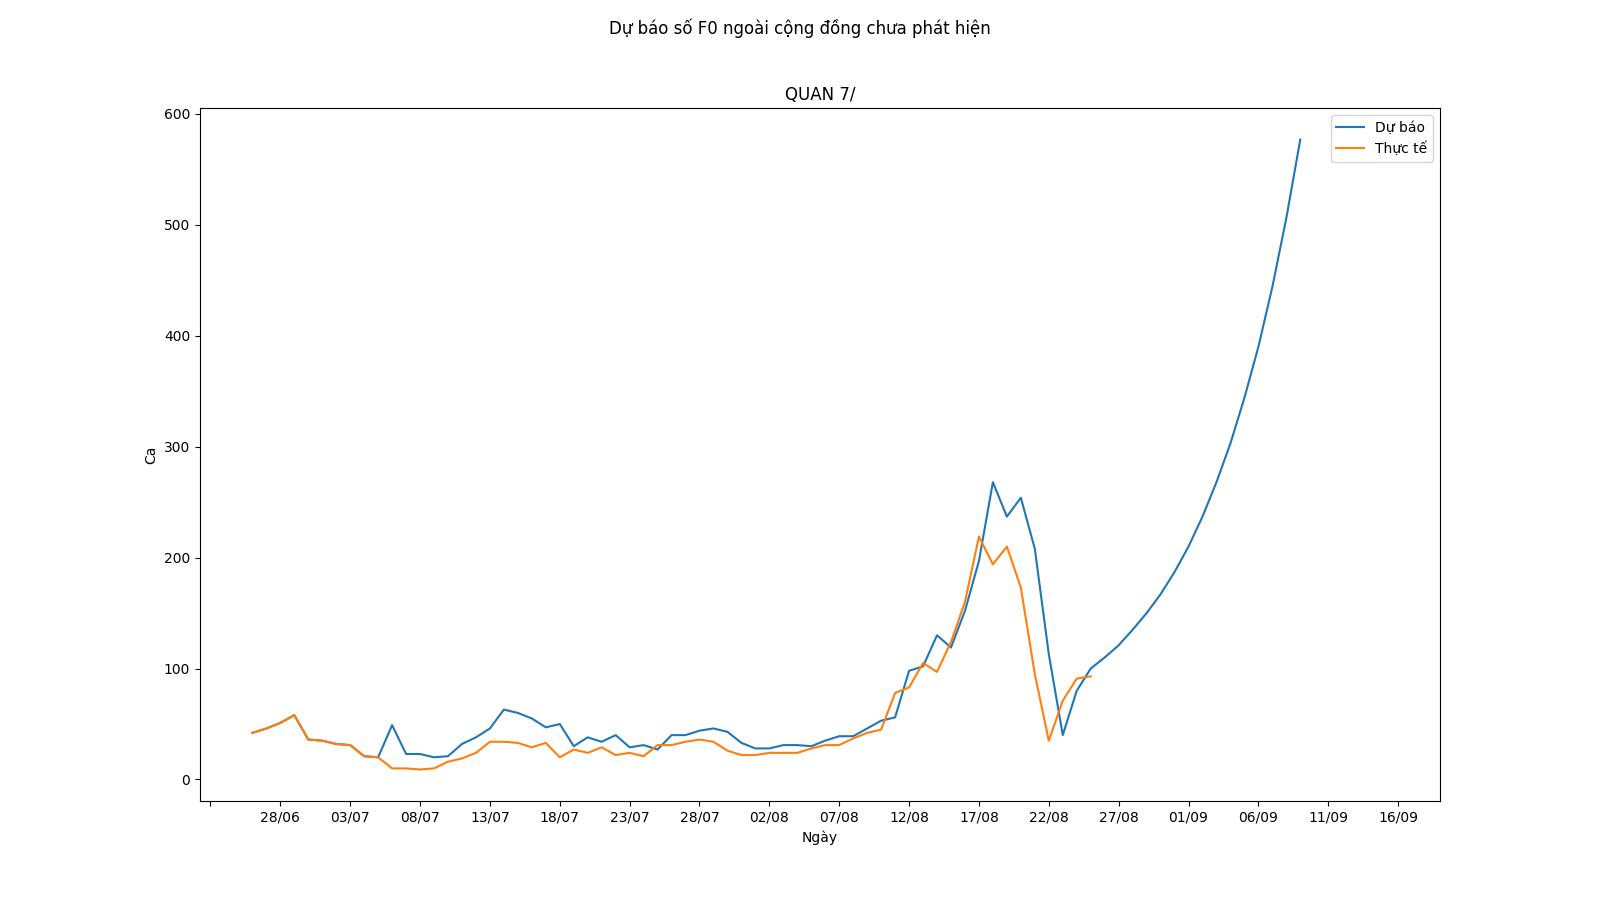 Dự báo số F0 ngoài cộng đồng chưa phát hiện
QUAN 7/
600
500
400
300
200
100
0
Ca
Dự báo
Thực tế
28/06 03/07 08/07 13/07 18/07 23/07 28/07 02/08 07/08 12/08 17/08 22/08 27/08 01/09 06/09 11/09 16/09
Ngày